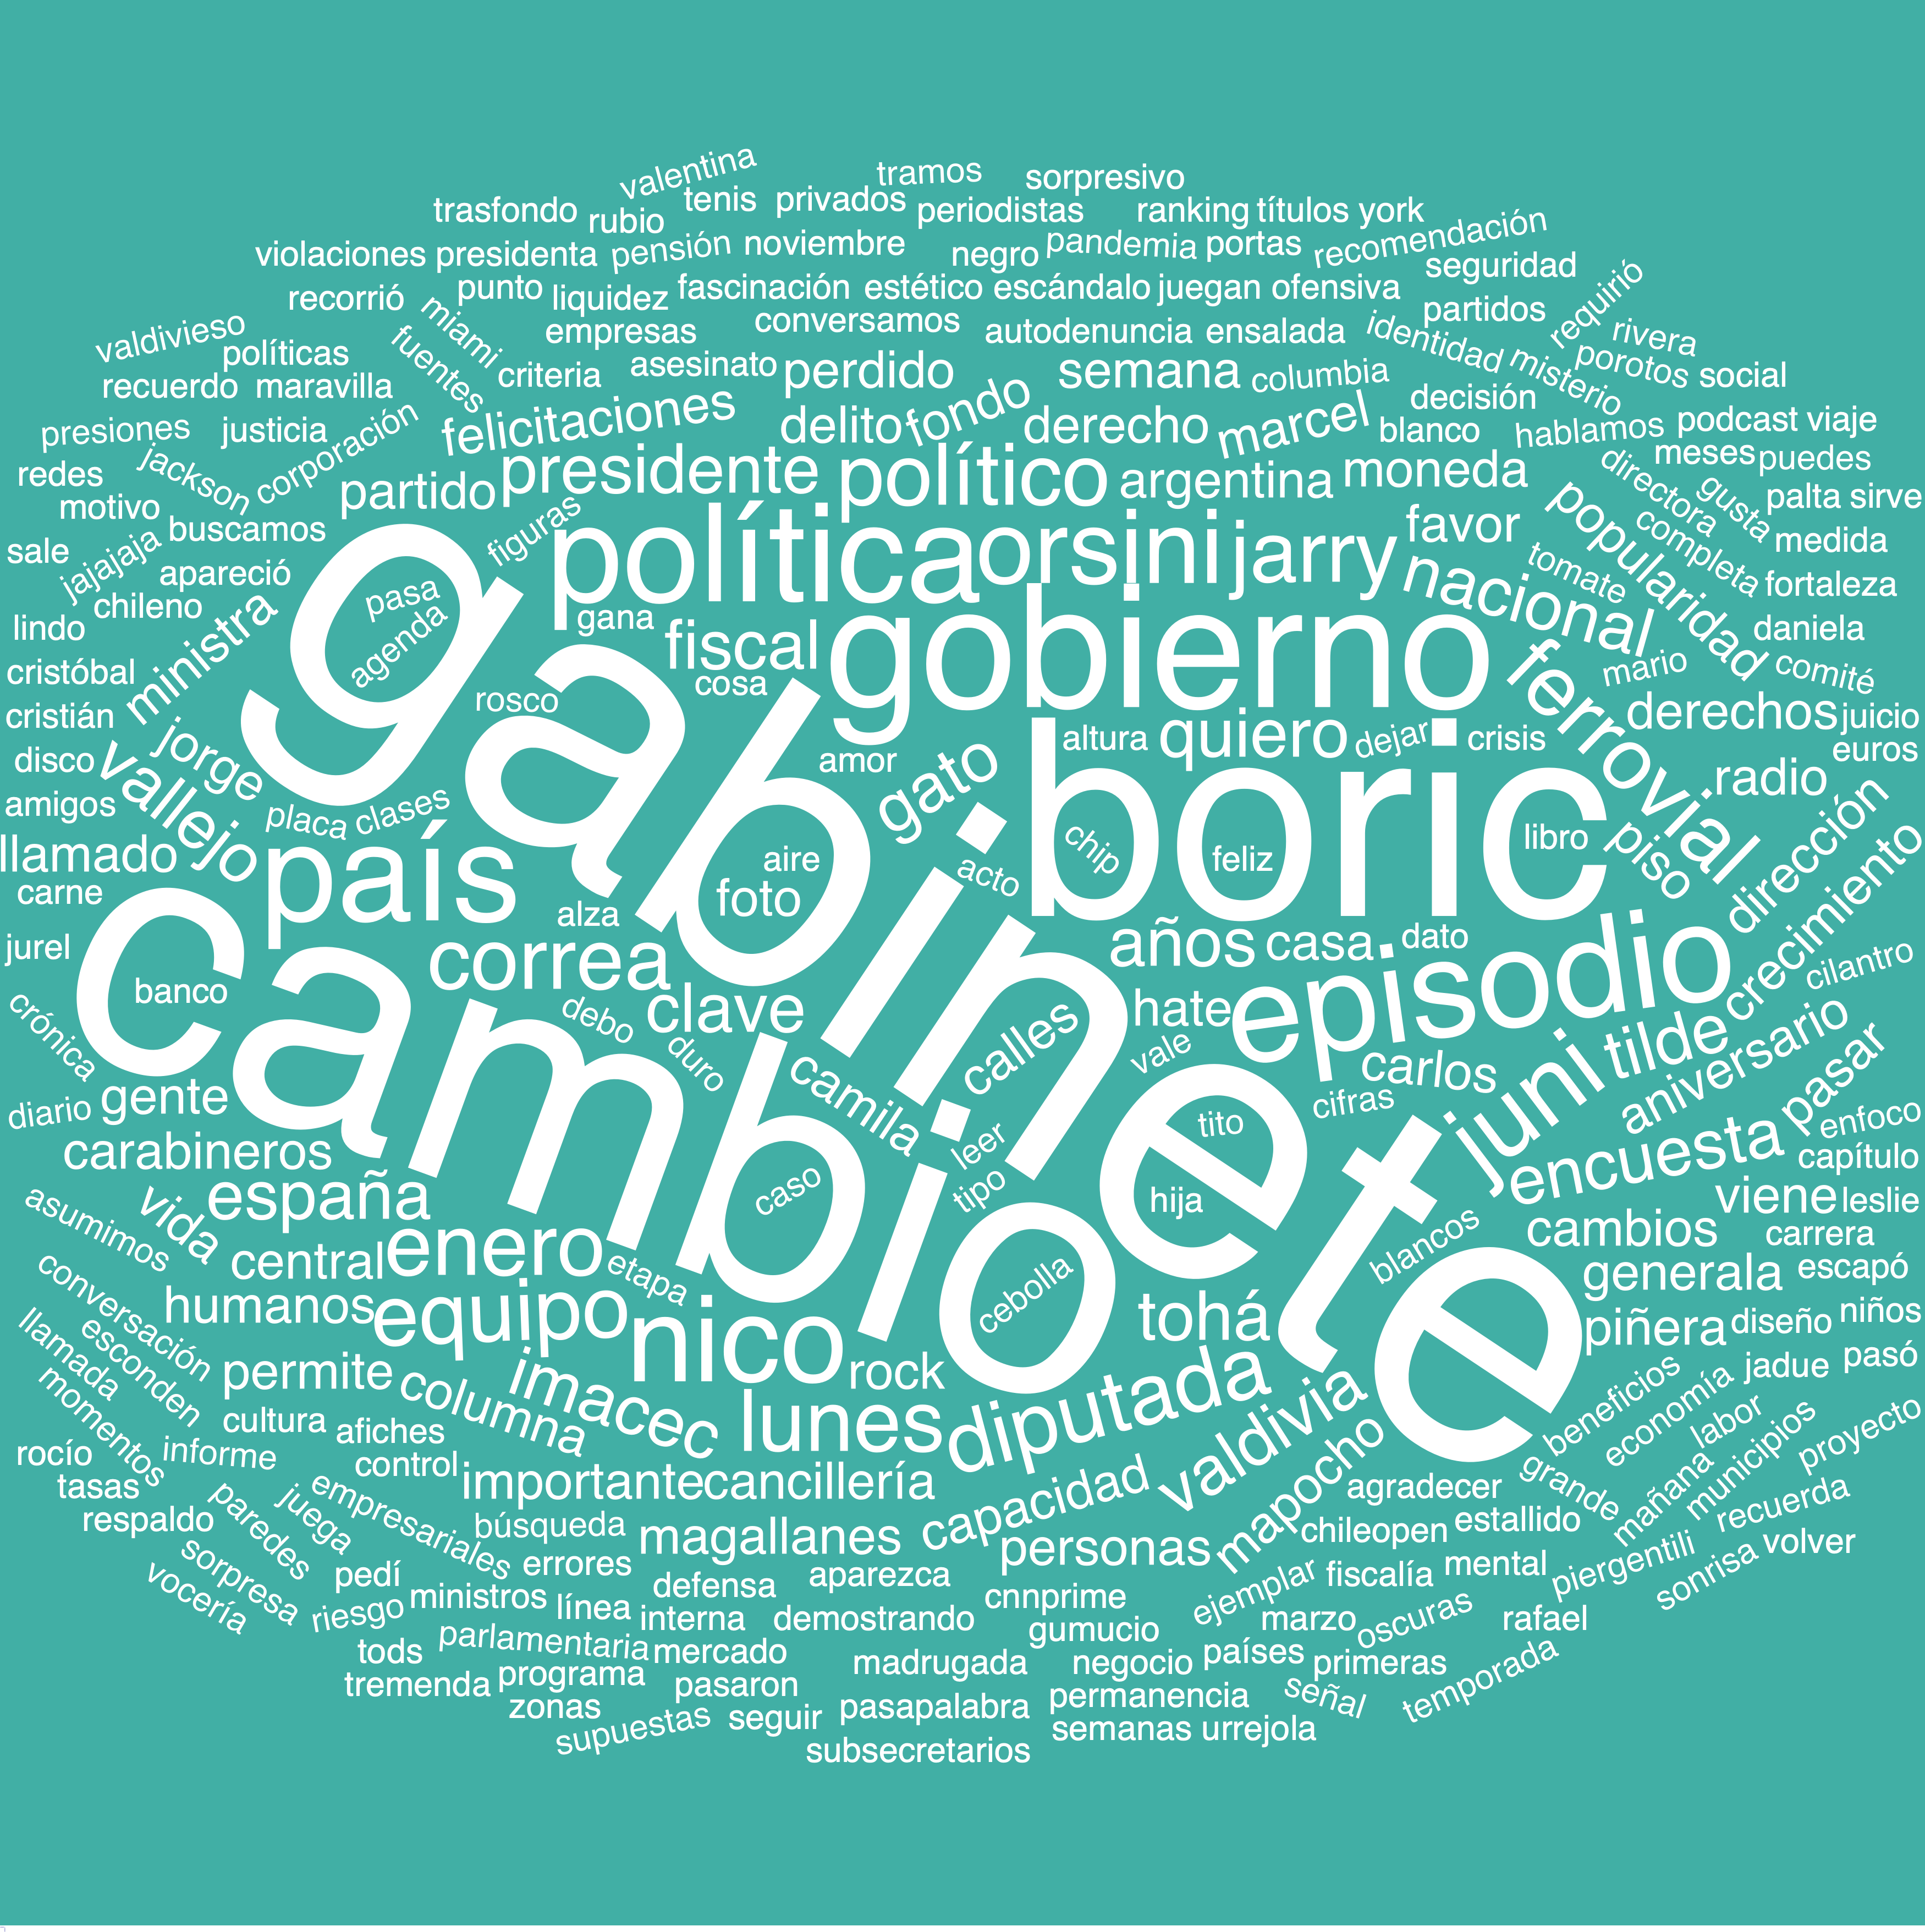 valentina
tramos
sorpresivo
trasfondo
rubio
tenis
privados
periodistas
ranking
títulos
york
violaciones
presidenta
pensión
noviembre
negro
pandemia
portas
recomendación
seguridad
recorrió
punto
liquidez
fascinación
estético
escándalo
juegan
ofensiva
partidos
requirió
valdivieso
políticas
miami
fuentes
empresas
conversamos
autodenuncia
ensalada
identidad
misterio
rivera
porotos
social
recuerdo
maravilla
criteria
asesinato
perdido
semana
columbia
decisión
podcast
viaje
presiones
justicia
corporación
felicitaciones
delito
fondo
derecho
marcel
blanco
hablamos
meses
puedes
redes
jackson
motivo
partido
presidente
político
argentina
moneda
directora
gusta
palta
sirve
sale
jajajaja
buscamos
figuras
política
orsini
jarry
favor
popularidad
completa
medida
apareció
pasa
agenda
chileno
lindo
ministra
gana
fiscal
gobierno
nacional
tomate
fortaleza
daniela
cristóbal
rosco
cosa
mario
comité
cristián
jorge
gabinete
amor
gato
boric
altura
quiero
dejar
crisis
ferrovial
derechos
juicio
euros
disco
vallejo
amigos
placa
clases
radio
llamado
país
aire
foto
acto
chip
feliz
libro
piso
dirección
carne
alza
jurel
banco
correa
años
casa
dato
episodio
crecimiento
cilantro
crónica
debo
clave
duro
hate
calles
vale
carlos
juni
tilde
aniversario
diario
gente
cambio
camila
leer
tito
cifras
pasar
enfoco
carabineros
encuesta
capítulo
asumimos
vida
españa
caso
tipo
hija
viene
leslie
blancos
cambios
carrera
central
enero
etapa
cebolla
generala
escapó
conversación
humanos
equipo
nico
tohá
piñera
diseño
niños
llamada
esconden
momentos
permite
columna
imacec
rock
lunes
diputada
valdivia
beneficios
economía
jadue
pasó
cultura
afiches
rocío
informe
control
importante
cancillería
capacidad
mapocho
agradecer
grande
labor
mañana
municipios
proyecto
tasas
respaldo
paredes
juega
empresariales
búsqueda
magallanes
personas
chileopen
estallido
recuerda
volver
sorpresa
vocería
pedí
errores
defensa
aparezca
cnnprime
ejemplar
fiscalía
mental
piergentili
sonrisa
riesgo
ministros
línea
interna
demostrando
gumucio
marzo
oscuras
rafael
tods
parlamentaria
mercado
madrugada
negocio
países
primeras
temporada
tremenda
programa
pasaron
zonas
supuestas
seguir
pasapalabra
permanencia
señal
semanas
urrejola
subsecretarios